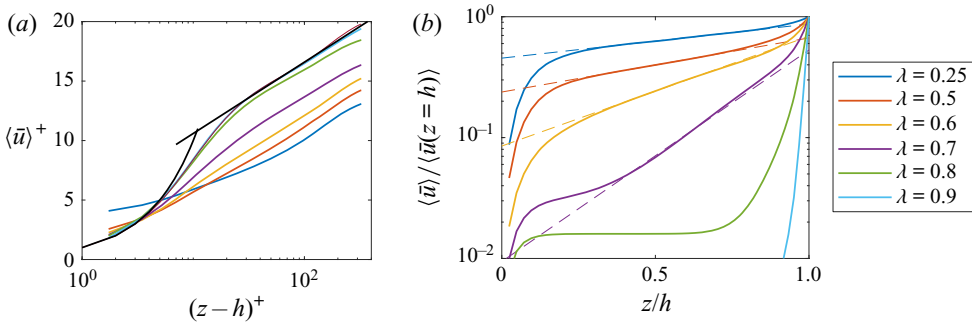 (a)
20
15
⟨ū⟩⁺ 10
5
0
10⁰ 10¹ 10²
(z – h)⁺
(b)
10⁰
10⁻¹
10⁻²
⟨ū⟩/⟨ū(z = h)⟩
0 0.5 1.0
z/h
λ = 0.25
λ = 0.5
λ = 0.6
λ = 0.7
λ = 0.8
λ = 0.9